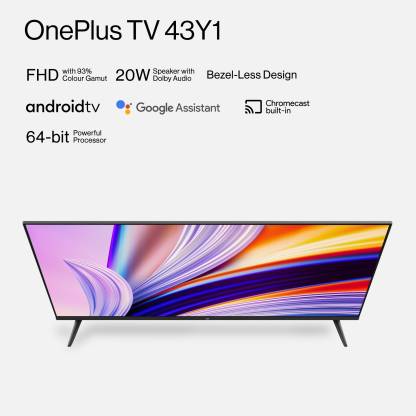 OnePlus TV 43Y1
FHD with 93% Colour Gamut 20W Speaker with Dolby Audio Bezel-Less Design
androidtv Google Assistant Chromecast built-in
64-bit Powerful Processor